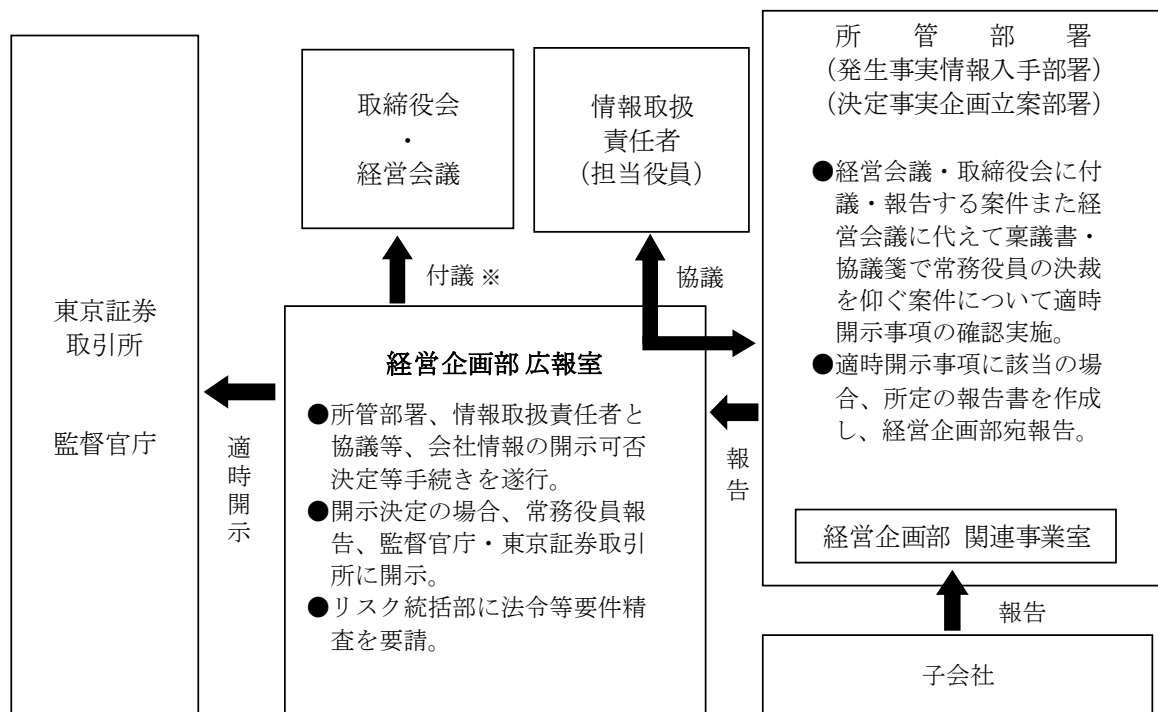 東京証券
取引所
監督官庁
適時開示
取締役会
・
経営会議
付議 ※
情報取扱
責任者
(担当役員)
協議
経営企画部 広報室
●所管部署、情報取扱責任者と
協議等、会社情報の開示可否
決定等手続きを遂行。
●開示決定の場合、常務役員報
告、監督官庁・東京証券取引
所に開示。
●リスク統括部に法令等要件精
査を要請。
報告
所管部署
(発生事実情報入手部署)
(決定事実企画立案部署)
●経営会議・取締役会に付
議・報告する案件また経
営会議に代えて稟議書・
協議箋で常務役員の決裁
を仰ぐ案件について適時
開示事項の確認実施。
●適時開示事項に該当の場
合、所定の報告書を作成
し、経営企画部宛報告。
経営企画部 関連事業室
報告
子会社